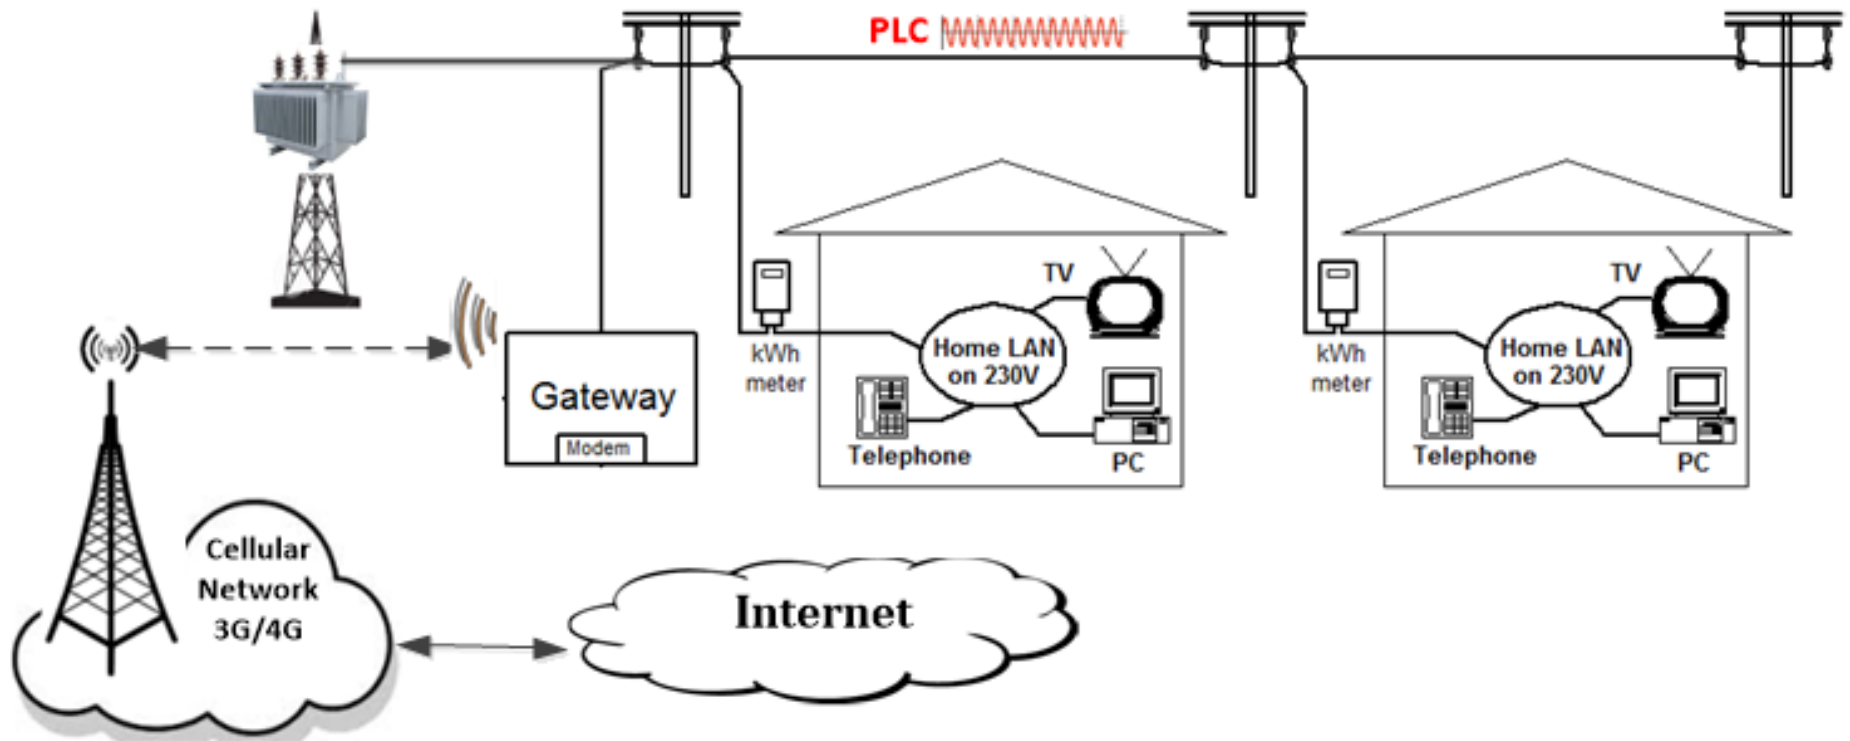 PLC
TV
TV
Home LAN
on 230V
Home LAN
on 230V
kWh
meter
kWh
meter
Gateway
Modem
Telephone
PC
Telephone
PC
Cellular
Network
3G/4G
Internet